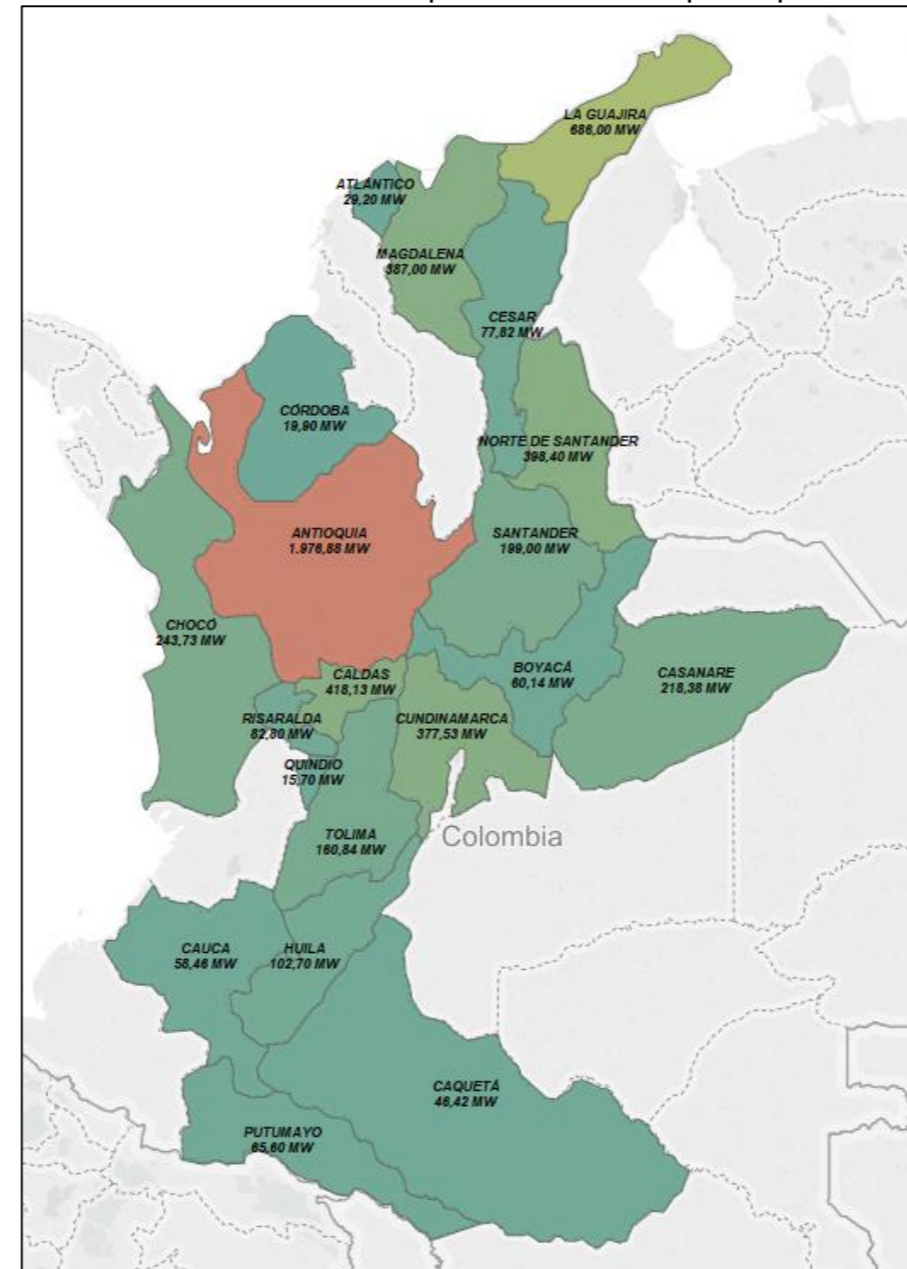 LA GUAJIRA
686,00 MW
ATLÁNTICO
29,20 MW
MAGDALENA
387,00 MW
CESAR
77,82 MW
CÓRDOBA
19,90 MW
NORTE DE SANTANDER
398,40 MW
ANTIOQUIA
1.976,88 MW
SANTANDER
199,00 MW
CHOCÓ
243,73 MW
BOYACÁ
60,14 MW
CASANARE
218,38 MW
CALDAS
418,13 MW
RISARALDA
82,80 MW
CUNDINAMARCA
377,53 MW
QUINDIO
15,70 MW
TOLIMA
160,84 MW
Colombia
CAUCA
58,46 MW
HUILA
102,70 MW
CAQUETÁ
46,42 MW
PUTUMAYO
65,60 MW